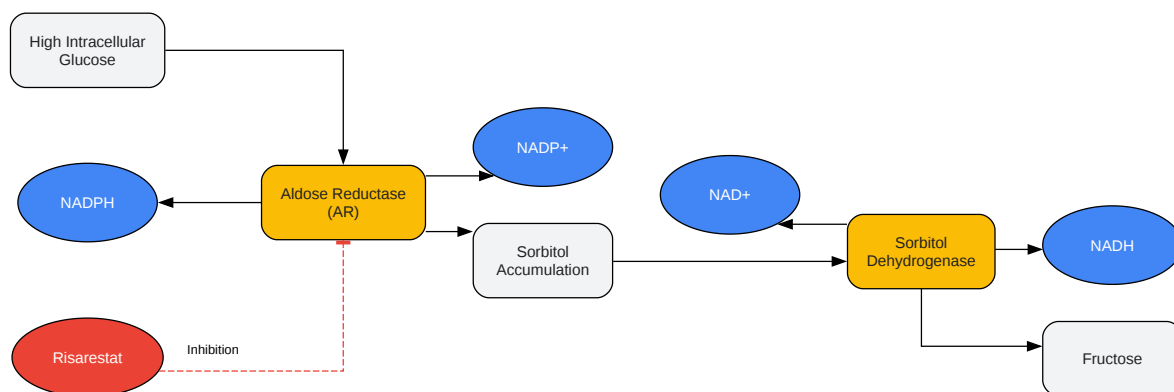 High Intracellular
Glucose
NADP+
NADPH
Aldose Reductase
(AR)
NAD+
Sorbitol
Accumulation
Sorbitol
Dehydrogenase
NADH
Risarestat
Inhibition
Fructose